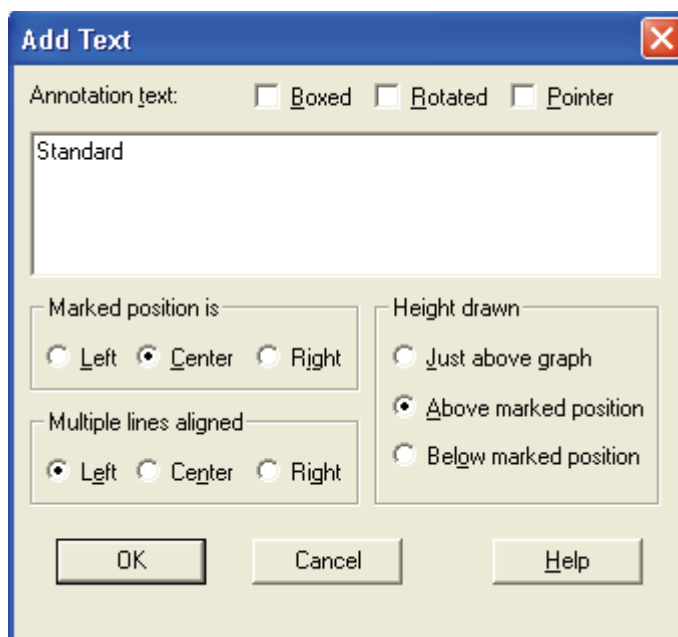 Add Text
Annotation text: Boxed Rotated Pointer
Standard
Marked position is
Left Center Right
Multiple lines aligned
Left Center Right
Height drawn
Just above graph
Above marked position
Below marked position
OK Cancel Help